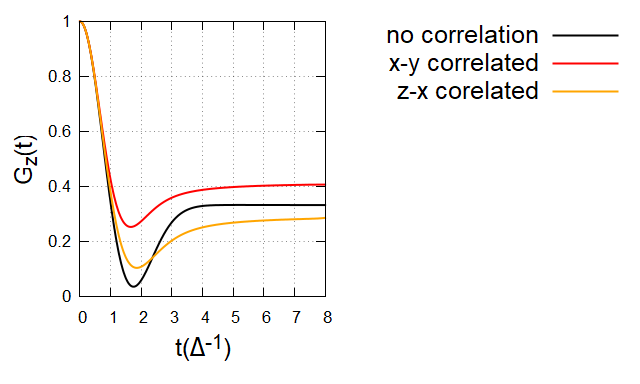 no correlation
x-y correlated
z-x corelated
1
0.8
0.6
0.4
0.2
0
Gz(t)
0 1 2 3 4 5 6 7 8
t(Δ-1)